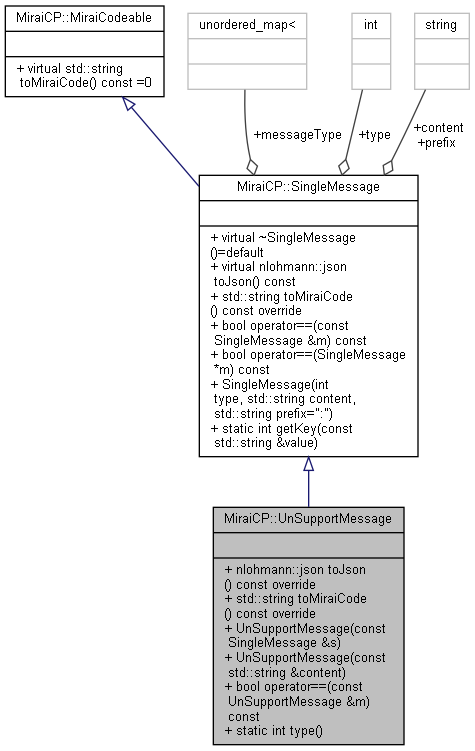 MiraiCP::MiraiCodeable
+ virtual std::string
toMiraiCode() const =0
unordered_map<
int
string
+messageType
+type
+content
+prefix
MiraiCP::SingleMessage
+ virtual ~SingleMessage
()=default
+ virtual nlohmann::json
toJson() const
+ std::string toMiraiCode
() const override
+ bool operator==(const
SingleMessage &m) const
+ bool operator==(SingleMessage
*m) const
+ SingleMessage(int
type, std::string content,
std::string prefix=":")
+ static int getKey(const
std::string &value)
MiraiCP::UnSupportMessage
+ nlohmann::json toJson
() const override
+ std::string toMiraiCode
() const override
+ UnSupportMessage(const
SingleMessage &s)
+ UnSupportMessage(const
std::string &content)
+ bool operator==(const
UnSupportMessage &m)
const
+ static int type()